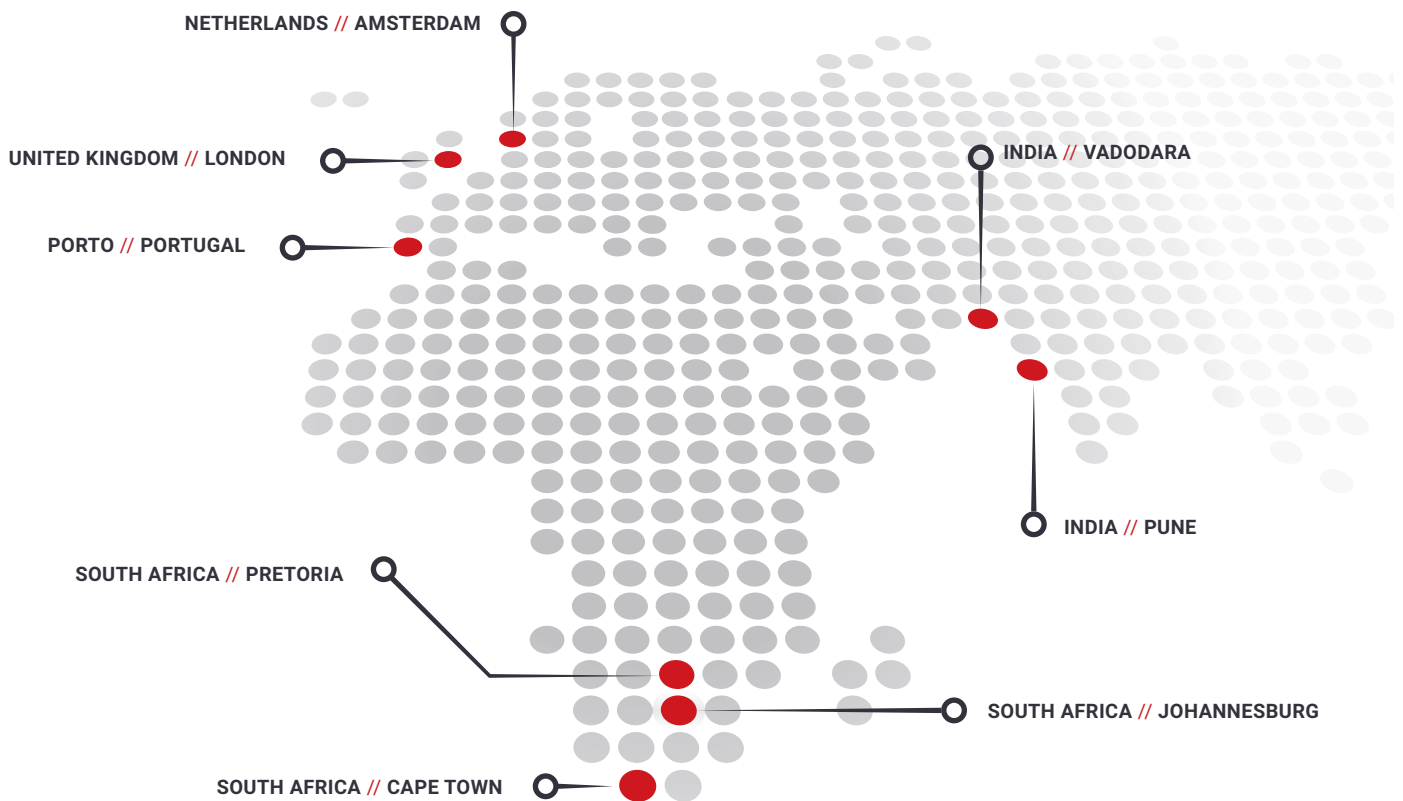 NETHERLANDS // AMSTERDAM
UNITED KINGDOM // LONDON
INDIA // VADODARA
PORTO // PORTUGAL
INDIA // PUNE
SOUTH AFRICA // PRETORIA
SOUTH AFRICA // JOHANNESBURG
SOUTH AFRICA // CAPE TOWN